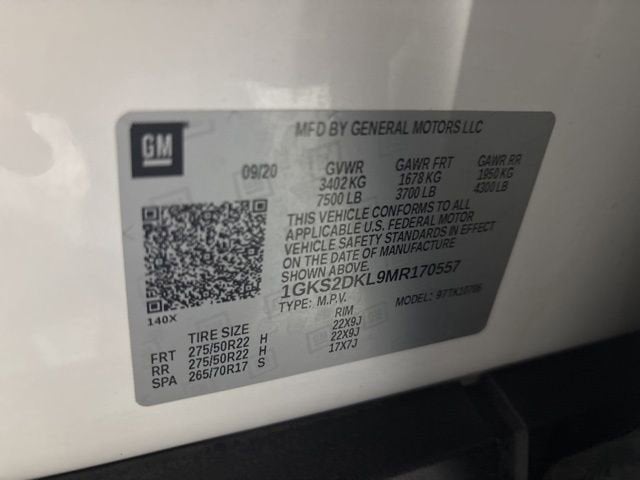 GM
MFD BY GENERAL MOTORS LLC
09/20 GVWR GAWR FRT GAWR RR
3402 KG 1678 KG 1950 KG
7500 LB 3700 LB 4300 LB
THIS VEHICLE CONFORMS TO ALL
APPLICABLE U.S. FEDERAL MOTOR
VEHICLE SAFETY STANDARDS IN EFFECT
ON THE DATE OF MANUFACTURE
SHOWN ABOVE.
1GKS2DKL9MR170557
TYPE: M.P.V. MODEL: 97TK10706
140X
TIRE SIZE RIM
FRT 275/50R22 H 22X9J
RR 275/50R22 H 22X9J
SPA 265/70R17 S 17X7J